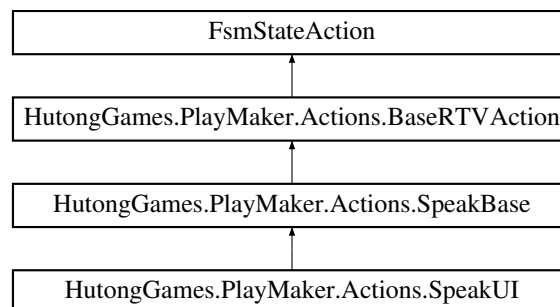 FsmStateAction
HutongGames.PlayMaker.Actions.BaseRTVAction
HutongGames.PlayMaker.Actions.SpeakBase
HutongGames.PlayMaker.Actions.SpeakUI